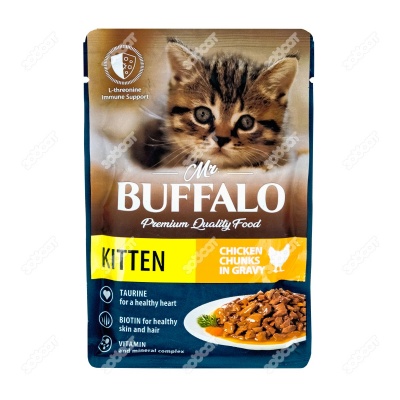 L-threonine
Immune Support
Mr
BUFFALO
Premium Quality Food
KITTEN
CHICKEN
CHUNKS
IN GRAVY
TAURINE
for a healthy heart
BIOTIN for healthy
skin and hair
VITAMIN
and mineral complex